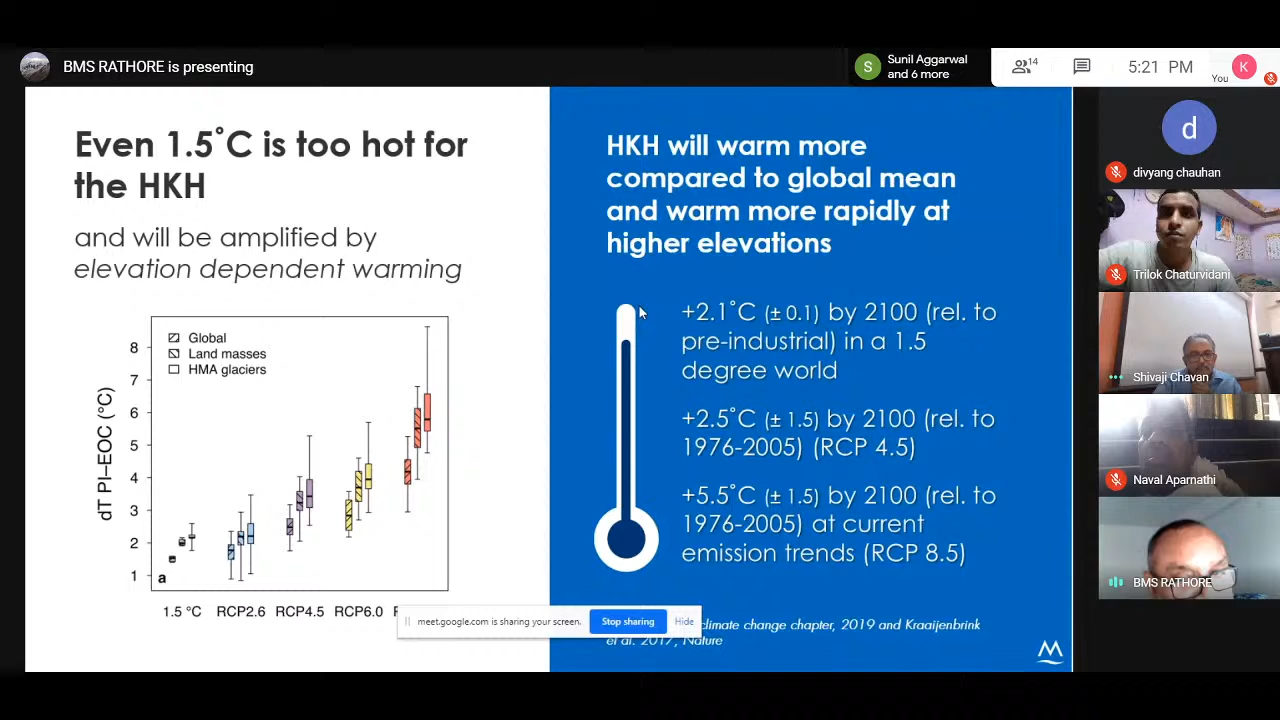 BMS RATHORE is presenting
S
Sunil Aggarwal
and 6 more
14
5:21 PM
You
K
Even 1.5˚C is too hot for
the HKH
and will be amplified by
elevation dependent warming
Global
Land masses
HMA glaciers
dT PI–EOC (°C)
8
7
6
5
4
3
2
1
a
1.5 °C RCP2.6 RCP4.5 RCP6.0
HKH will warm more
compared to global mean
and warm more rapidly at
higher elevations
+2.1˚C (± 0.1) by 2100 (rel. to
pre-industrial) in a 1.5
degree world
+2.5˚C (± 1.5) by 2100 (rel. to
1976-2005) (RCP 4.5)
+5.5˚C (± 1.5) by 2100 (rel. to
1976-2005) at current
emission trends (RCP 8.5)
climate change chapter, 2019 and Kraaijenbrink
et al. 2017, Nature
meet.google.com is sharing your screen.
Stop sharing
Hide
d
divyang chauhan
Trilok Chaturvidani
Shivaji Chavan
Naval Aparnathi
BMS RATHORE